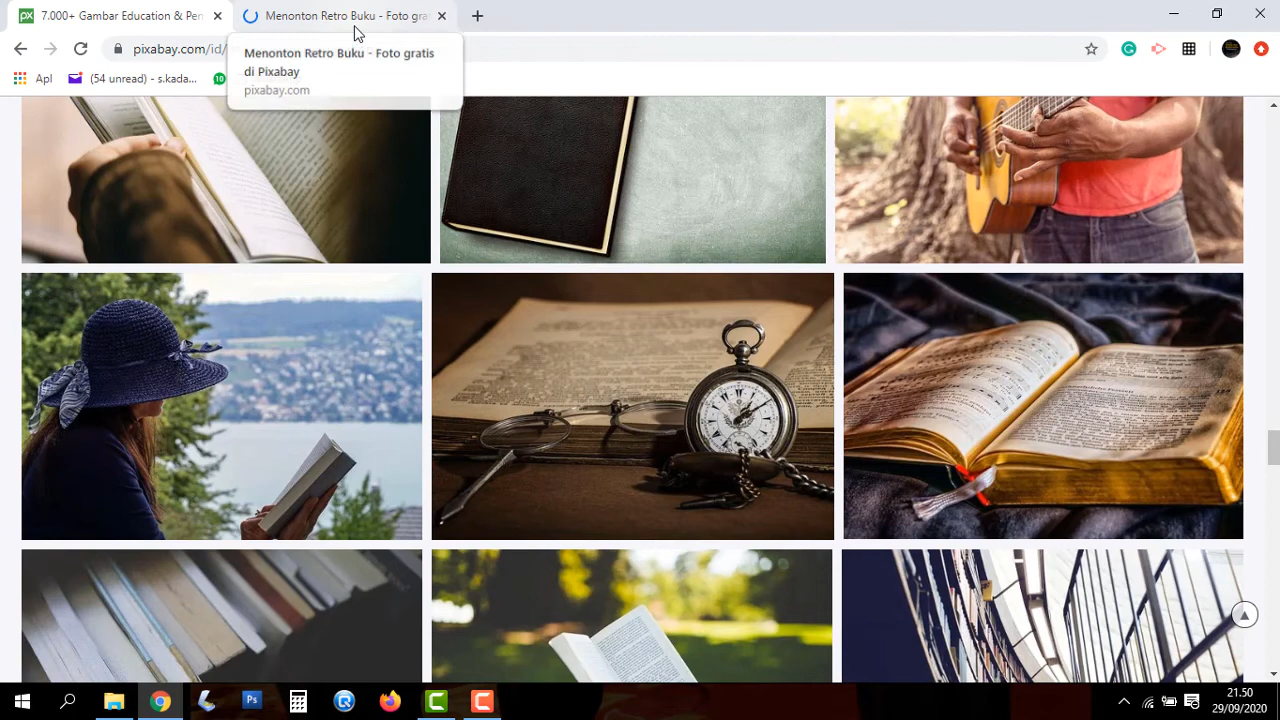 7.000+ Gambar Education & Pen
Menonton Retro Buku - Foto gra
pixabay.com/id/
Menonton Retro Buku - Foto gratis
di Pixabay
pixabay.com
Apl
(54 unread) - s.kada
10
Ps
21.50
29/09/2020